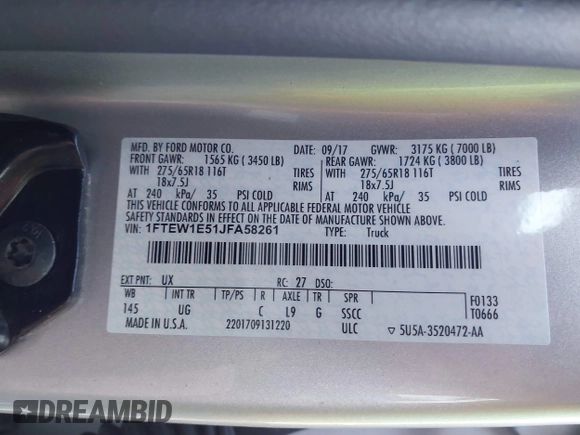 MFD. BY FORD MOTOR CO.
DATE: 09/17 GVWR: 3175 KG ( 7000 LB)
FRONT GAWR: 1565 KG ( 3450 LB) REAR GAWR: 1724 KG ( 3800 LB)
WITH 275/65R18 116T TIRES WITH 275/65R18 116T TIRES
18x7.5J RIMS 18x7.5J RIMS
AT 240 kPa/ 35 PSI COLD AT 240 kPa/ 35 PSI COLD
THIS VEHICLE CONFORMS TO ALL APPLICABLE FEDERAL MOTOR VEHICLE
SAFETY STANDARDS IN EFFECT ON THE DATE OF MANUFACTURE SHOWN ABOVE.
VIN: 1FTEW1E51JFA58261 TYPE: Truck
EXT PNT: UX RC: 27 DSO:
WB INT TR TP/PS R AXLE TR SPR F0133
145 UG C L9 G SSCC T0666
MADE IN U.S.A. 2201709131220 ULC ▽ 5U5A-3520472-AA
DREAMBID